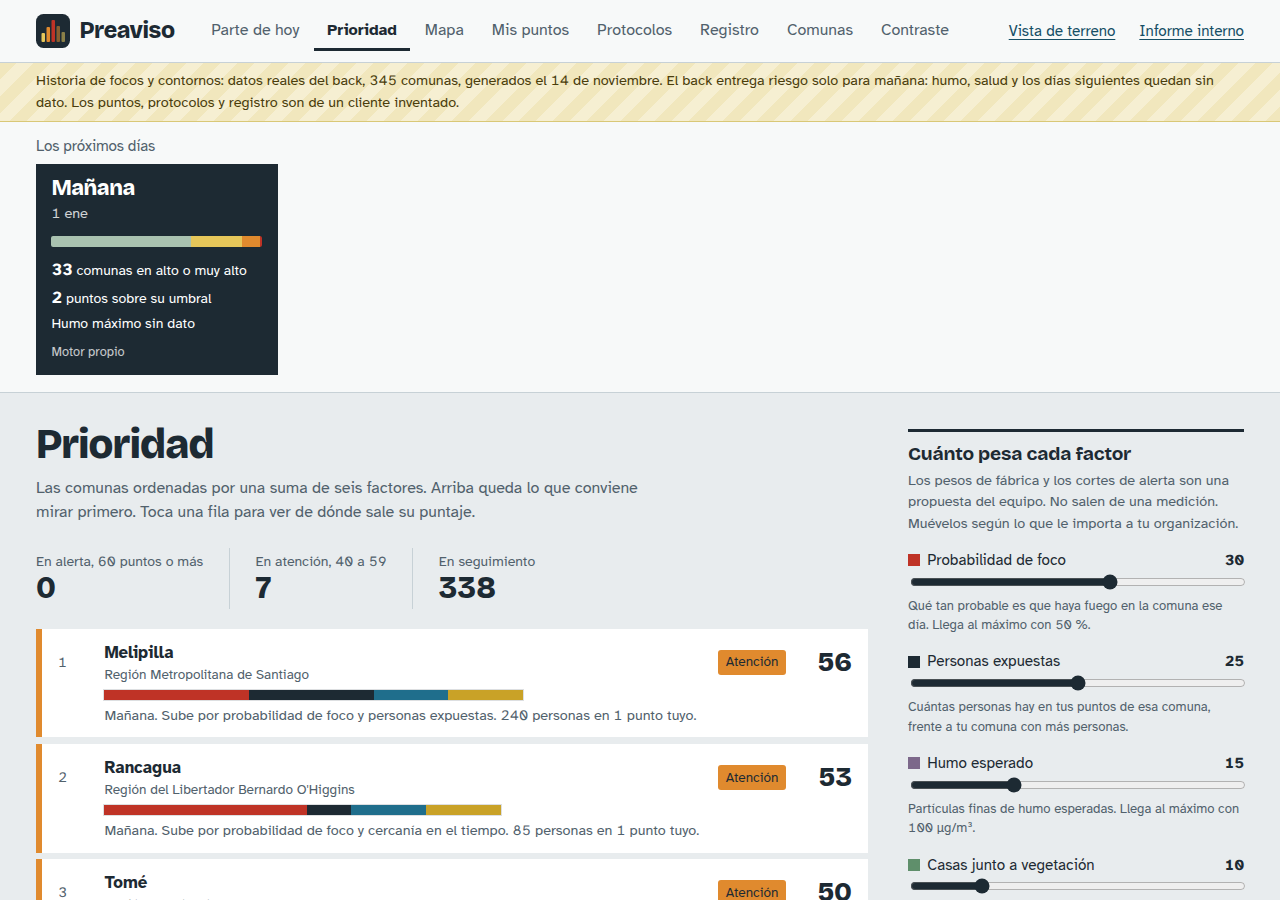 Preaviso
Parte de hoy
Prioridad
Mapa
Mis puntos
Protocolos
Registro
Comunas
Contraste
Vista de terreno
Informe interno
Historia de focos y contornos: datos reales del back, 345 comunas, generados el 14 de noviembre. El back entrega riesgo solo para mañana: humo, salud y los días siguientes quedan sin
dato. Los puntos, protocolos y registro son de un cliente inventado.
Los próximos días
Mañana
1 ene
33 comunas en alto o muy alto
2 puntos sobre su umbral
Humo máximo sin dato
Motor propio
Prioridad
Las comunas ordenadas por una suma de seis factores. Arriba queda lo que conviene
mirar primero. Toca una fila para ver de dónde sale su puntaje.
En alerta, 60 puntos o más
0
En atención, 40 a 59
7
En seguimiento
338
1
Melipilla
Región Metropolitana de Santiago
Mañana. Sube por probabilidad de foco y personas expuestas. 240 personas en 1 punto tuyo.
Atención
56
2
Rancagua
Región del Libertador Bernardo O'Higgins
Mañana. Sube por probabilidad de foco y cercanía en el tiempo. 85 personas en 1 punto tuyo.
Atención
53
3
Tomé
Atención
50
Cuánto pesa cada factor
Los pesos de fábrica y los cortes de alerta son una
propuesta del equipo. No salen de una medición.
Muévelos según lo que le importa a tu organización.
Probabilidad de foco 30
Qué tan probable es que haya fuego en la comuna ese
día. Llega al máximo con 50 %.
Personas expuestas 25
Cuántas personas hay en tus puntos de esa comuna,
frente a tu comuna con más personas.
Humo esperado 15
Partículas finas de humo esperadas. Llega al máximo con
100 µg/m³.
Casas junto a vegetación 10